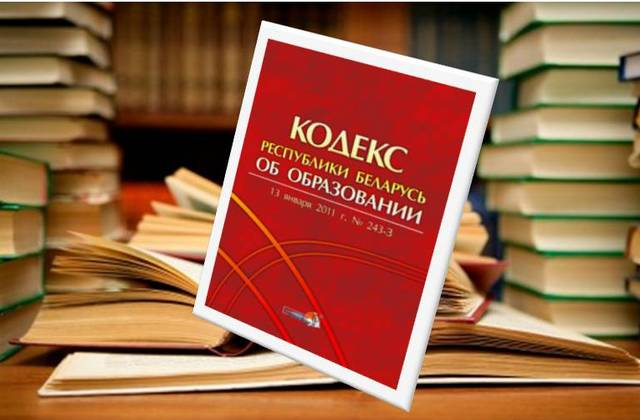 КОДЕКС
РЕСПУБЛИКИ БЕЛАРУСЬ
ОБ ОБРАЗОВАНИИ
13 января 2011 г. № 243-З